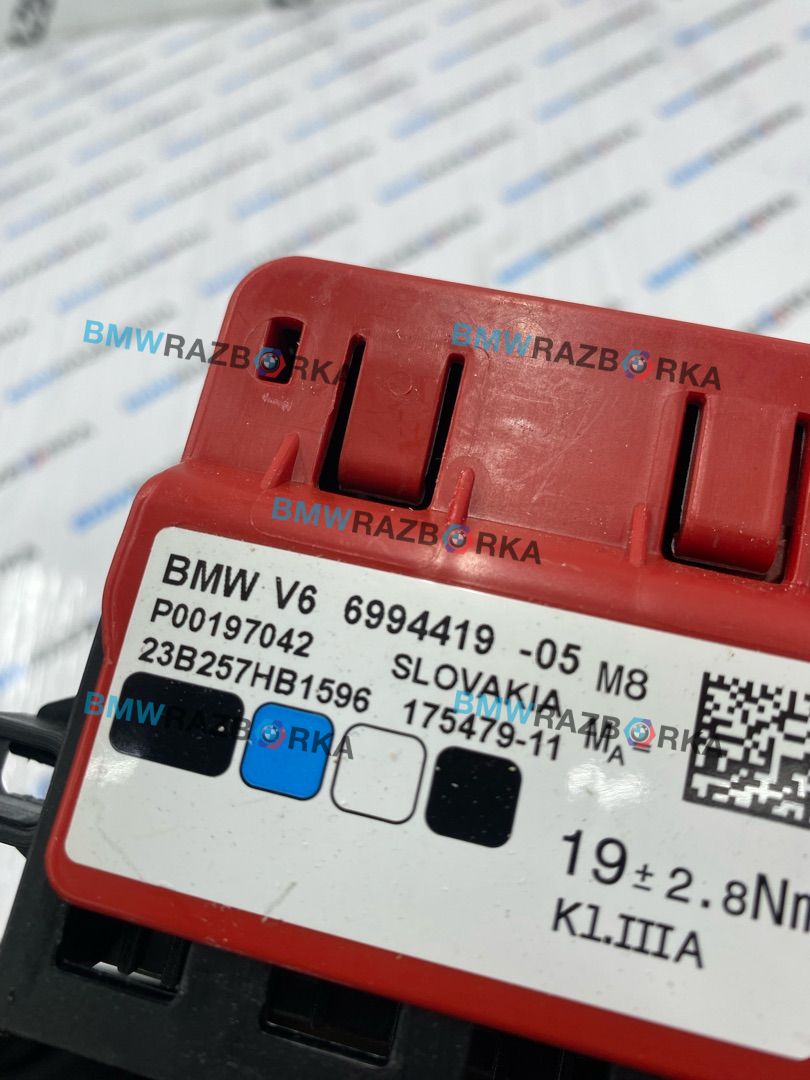 BMWRAZBORKA
BMWRAZBORKA
BMWRAZBORKA
BMW V6 6994419 -05 M8
P00197042 SLOVAKIA
23B257HB1596 175479-11 MA=
BMWRAZBORKA
BMWRAZBORKA
19±2.8Nm
Kl.IIIA